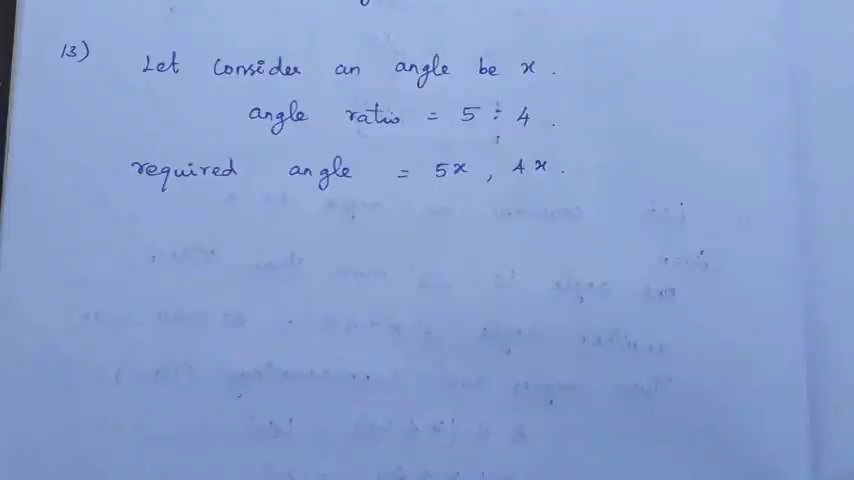 13) Let consider an angle be x.
angle ratio = 5 ÷ 4.
required angle = 5x, 4x.